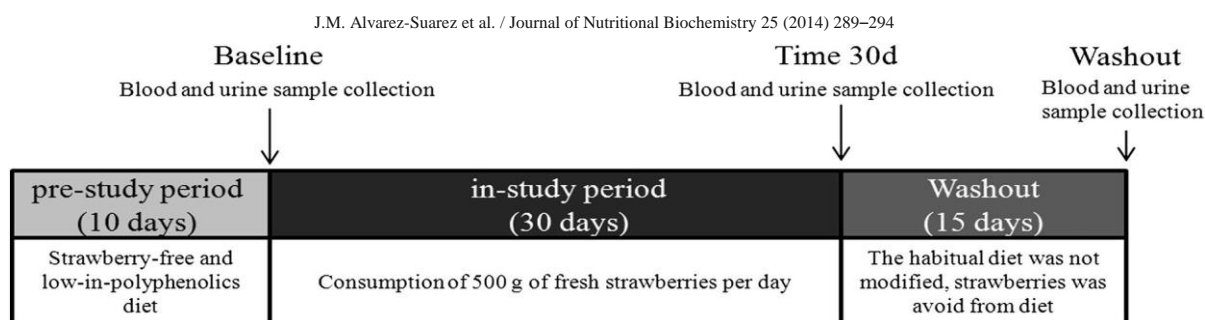 J.M. Alvarez-Suarez et al. / Journal of Nutritional Biochemistry 25 (2014) 289–294
Baseline
Blood and urine sample collection
Time 30d
Blood and urine sample collection
Washout
Blood and urine
sample collection
pre-study period
(10 days)
in-study period
(30 days)
Washout
(15 days)
Strawberry-free and
low-in-polyphenolics
diet
Consumption of 500 g of fresh strawberries per day
The habitual diet was not
modified, strawberries was
avoid from diet